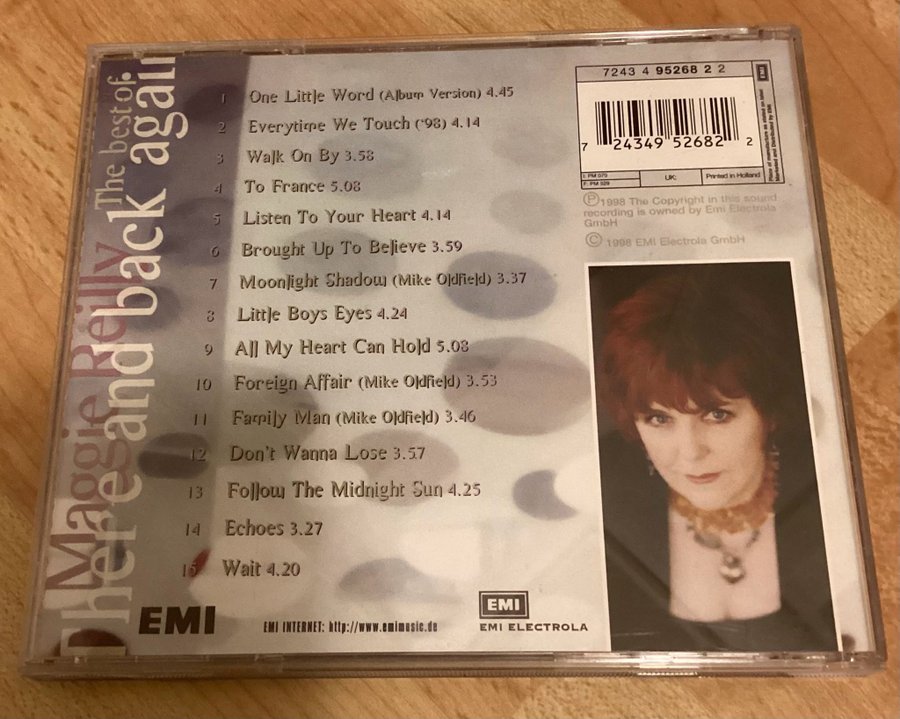 Maggie Reilly The best of
There and back again
1 One Little Word (Album Version) 4.45
2 Everytime We Touch ('98) 4.14
3 Walk On By 3.58
4 To France 5.08
5 Listen To Your Heart 4.14
6 Brought Up To Believe 3.59
7 Moonlight Shadow (Mike Oldfield) 3.37
8 Little Boys Eyes 4.24
9 All My Heart Can Hold 5.08
10 Foreign Affair (Mike Oldfield) 3.53
11 Family Man (Mike Oldfield) 3.46
12 Don't Wanna Lose 3.57
13 Follow The Midnight Sun 4.25
14 Echoes 3.27
15 Wait 4.20
EMI
EMI INTERNET: http://www.emimusic.de
EMI
EMI ELECTROLA
7243 4 95268 2 2
EMI
7 24349 52682 2
I: PM 079
F: PM 529
UK:
Printed in Holland
Ⓟ 1998 The Copyright in this sound
recording is owned by Emi Electrola
GmbH
© 1998 EMI Electrola GmbH